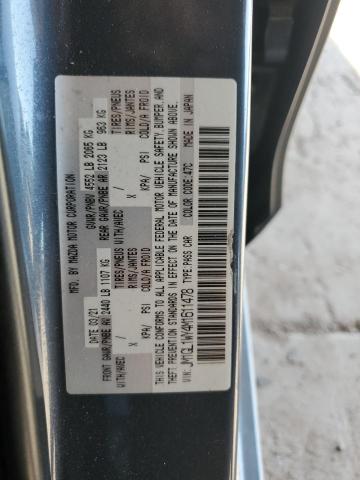 MFD. BY MAZDA MOTOR CORPORATION
DATE 03/21 GVWR/PNBV 4552 LB 2065 KG
FRONT GAWR/PNBE AV 2440 LB 1107 KG REAR GAWR/PNBE AR 2123 LB 963 KG
WITH/AVEC TIRES/PNEUS WITH/AVEC TIRES/PNEUS
/ X RIMS/JANTES / X RIMS/JANTES
KPA/ PSI COLD/A FROID KPA/ PSI COLD/A FROID
THIS VEHICLE CONFORMS TO ALL APPLICABLE FEDERAL MOTOR VEHICLE SAFETY, BUMPER, AND
THEFT PREVENTION STANDARDS IN EFFECT ON THE DATE OF MANUFACTURE SHOWN ABOVE.
VIN: MADE IN JAPAN
TYPE: PASS CAR COLOR CODE: 47C